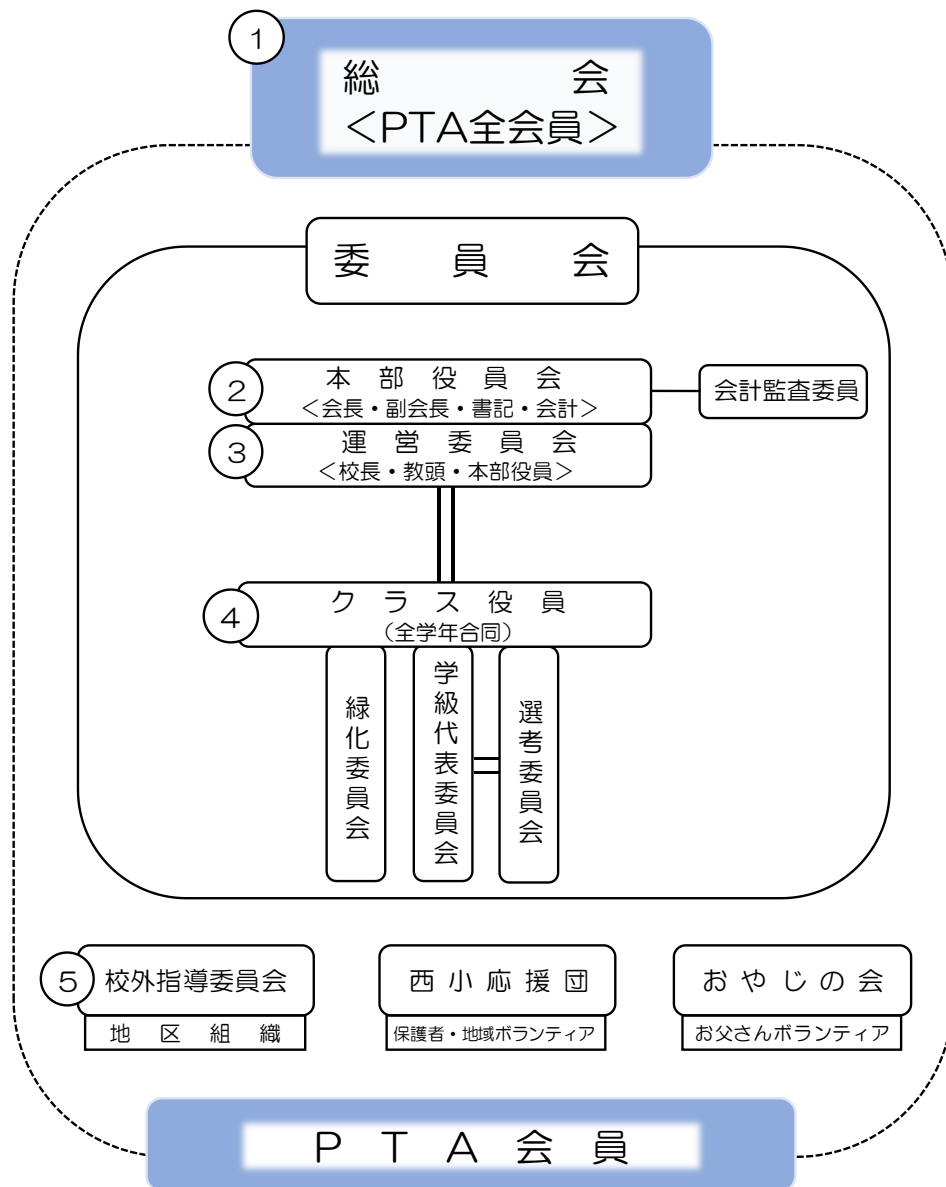 ①
総会
＜PTA全会員＞
委員会
②
本部役員会
＜会長・副会長・書記・会計＞
会計監査委員
③
運営委員会
＜校長・教頭・本部役員＞
④
クラス役員
（全学年合同）
緑化委員会
学級代表委員会
選考委員会
⑤
校外指導委員会
地区組織
西小応援団
保護者・地域ボランティア
おやじの会
お父さんボランティア
PTA会員